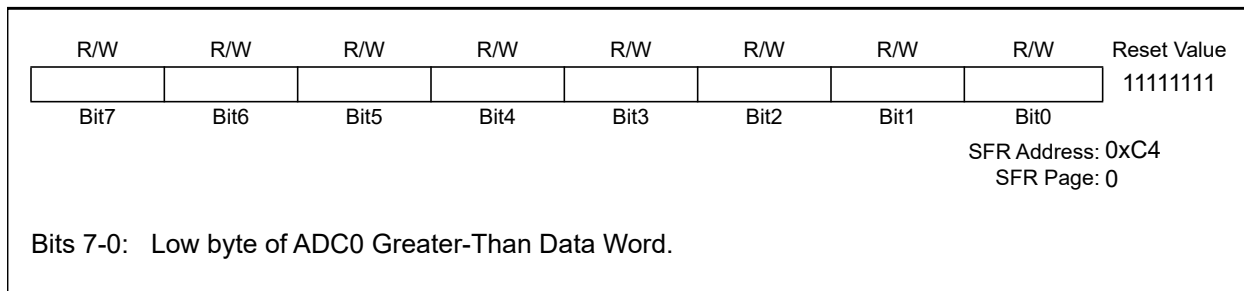 R/W R/W R/W R/W R/W R/W R/W R/W Reset Value
11111111
Bit7 Bit6 Bit5 Bit4 Bit3 Bit2 Bit1 Bit0
SFR Address: 0xC4
SFR Page: 0
Bits 7-0: Low byte of ADC0 Greater-Than Data Word.